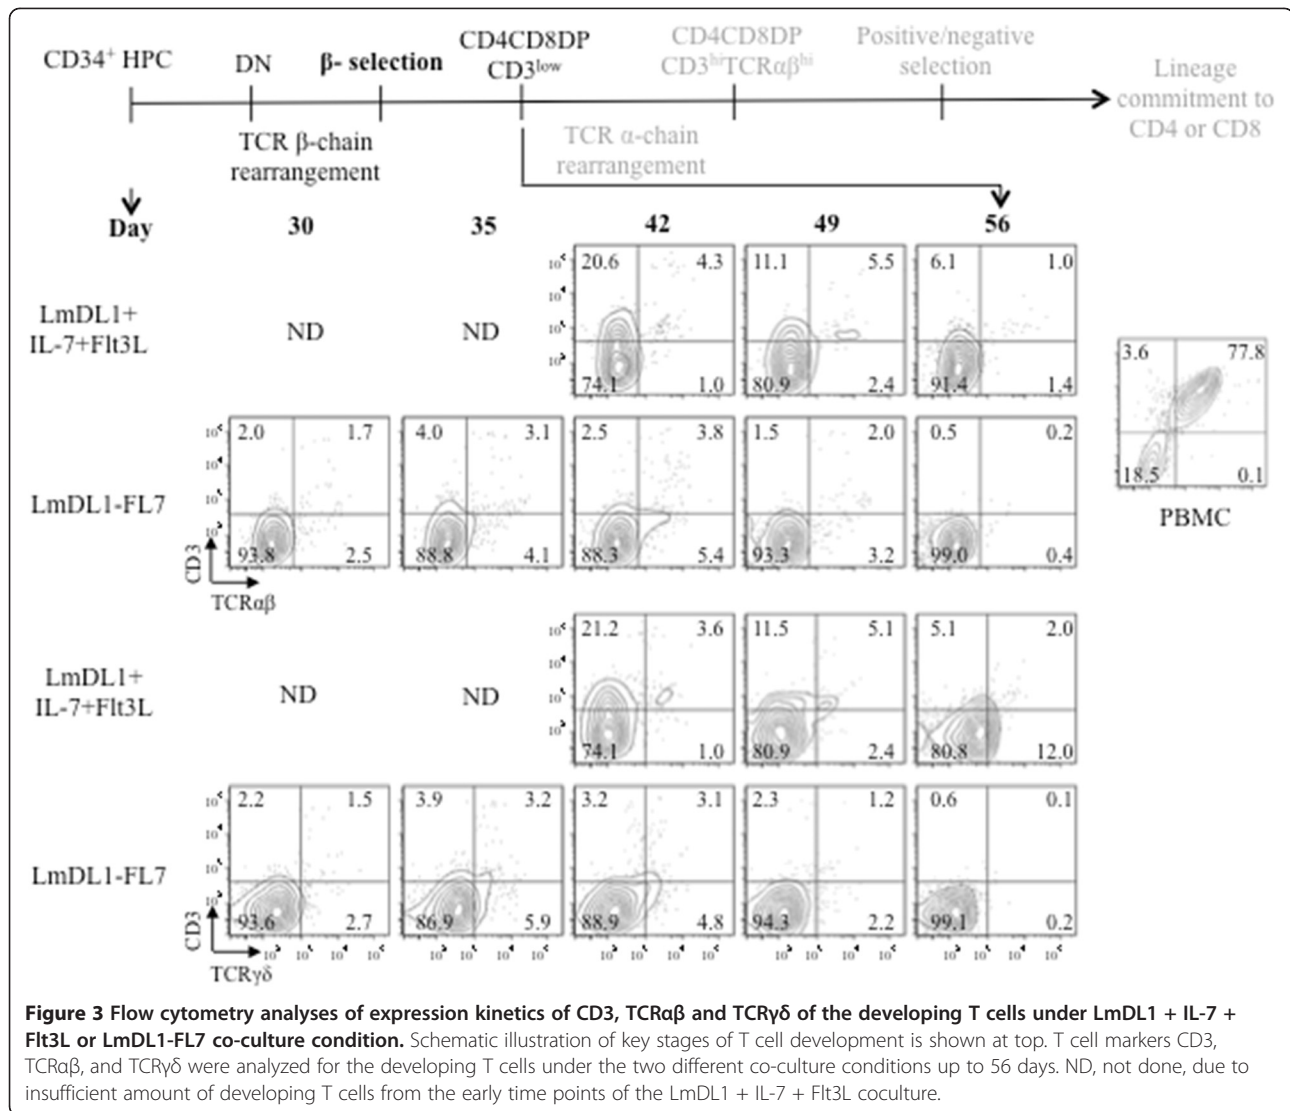 CD34⁺ HPC
DN
β- selection
CD4CD8DP
CD3ˡᵒʷ
CD4CD8DP
CD3ʰⁱTCRαβʰⁱ
Positive/negative
selection
Lineage
commitment to
CD4 or CD8
TCR β-chain
rearrangement
TCR α-chain
rearrangement
Day 30 35 42 49 56
LmDL1+
IL-7+Flt3L
ND ND
20.6 4.3 11.1 5.5 6.1 1.0
74.1 1.0 80.9 2.4 91.4 1.4
3.6 77.8
18.5 0.1
PBMC
LmDL1-FL7
2.0 1.7 4.0 3.1 2.5 3.8 1.5 2.0 0.5 0.2
93.8 2.5 88.8 4.1 88.3 5.4 93.3 3.2 99.0 0.4
CD3
TCRαβ
LmDL1+
IL-7+Flt3L
ND ND
21.2 3.6 11.5 5.1 5.1 2.0
74.1 1.0 80.9 2.4 80.8 12.0
LmDL1-FL7
2.2 1.5 3.9 3.2 3.2 3.1 2.3 1.2 0.6 0.1
93.6 2.7 86.9 5.9 88.9 4.8 94.3 2.2 99.1 0.2
CD3
TCRγδ
Figure 3 Flow cytometry analyses of expression kinetics of CD3, TCRαβ and TCRγδ of the developing T cells under LmDL1 + IL-7 +
Flt3L or LmDL1-FL7 co-culture condition. Schematic illustration of key stages of T cell development is shown at top. T cell markers CD3,
TCRαβ, and TCRγδ were analyzed for the developing T cells under the two different co-culture conditions up to 56 days. ND, not done, due to
insufficient amount of developing T cells from the early time points of the LmDL1 + IL-7 + Flt3L coculture.